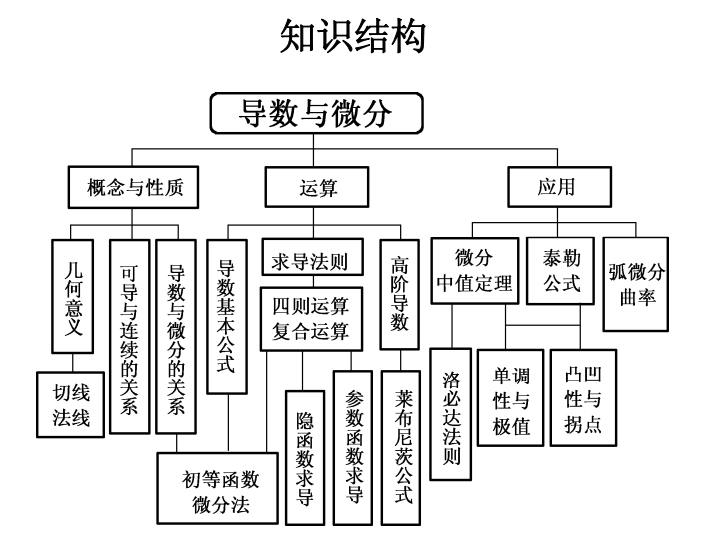 知识结构
导数与微分
概念与性质
运算
应用
几何意义
可导与连续的关系
导数与微分的关系
导数基本公式
求导法则
高阶导数
微分
中值定理
泰勒
公式
弧微分
曲率
四则运算
复合运算
切线
法线
初等函数
微分法
隐函数求导
参数函数求导
莱布尼茨公式
洛必达法则
单调
性与
极值
凸凹
性与
拐点